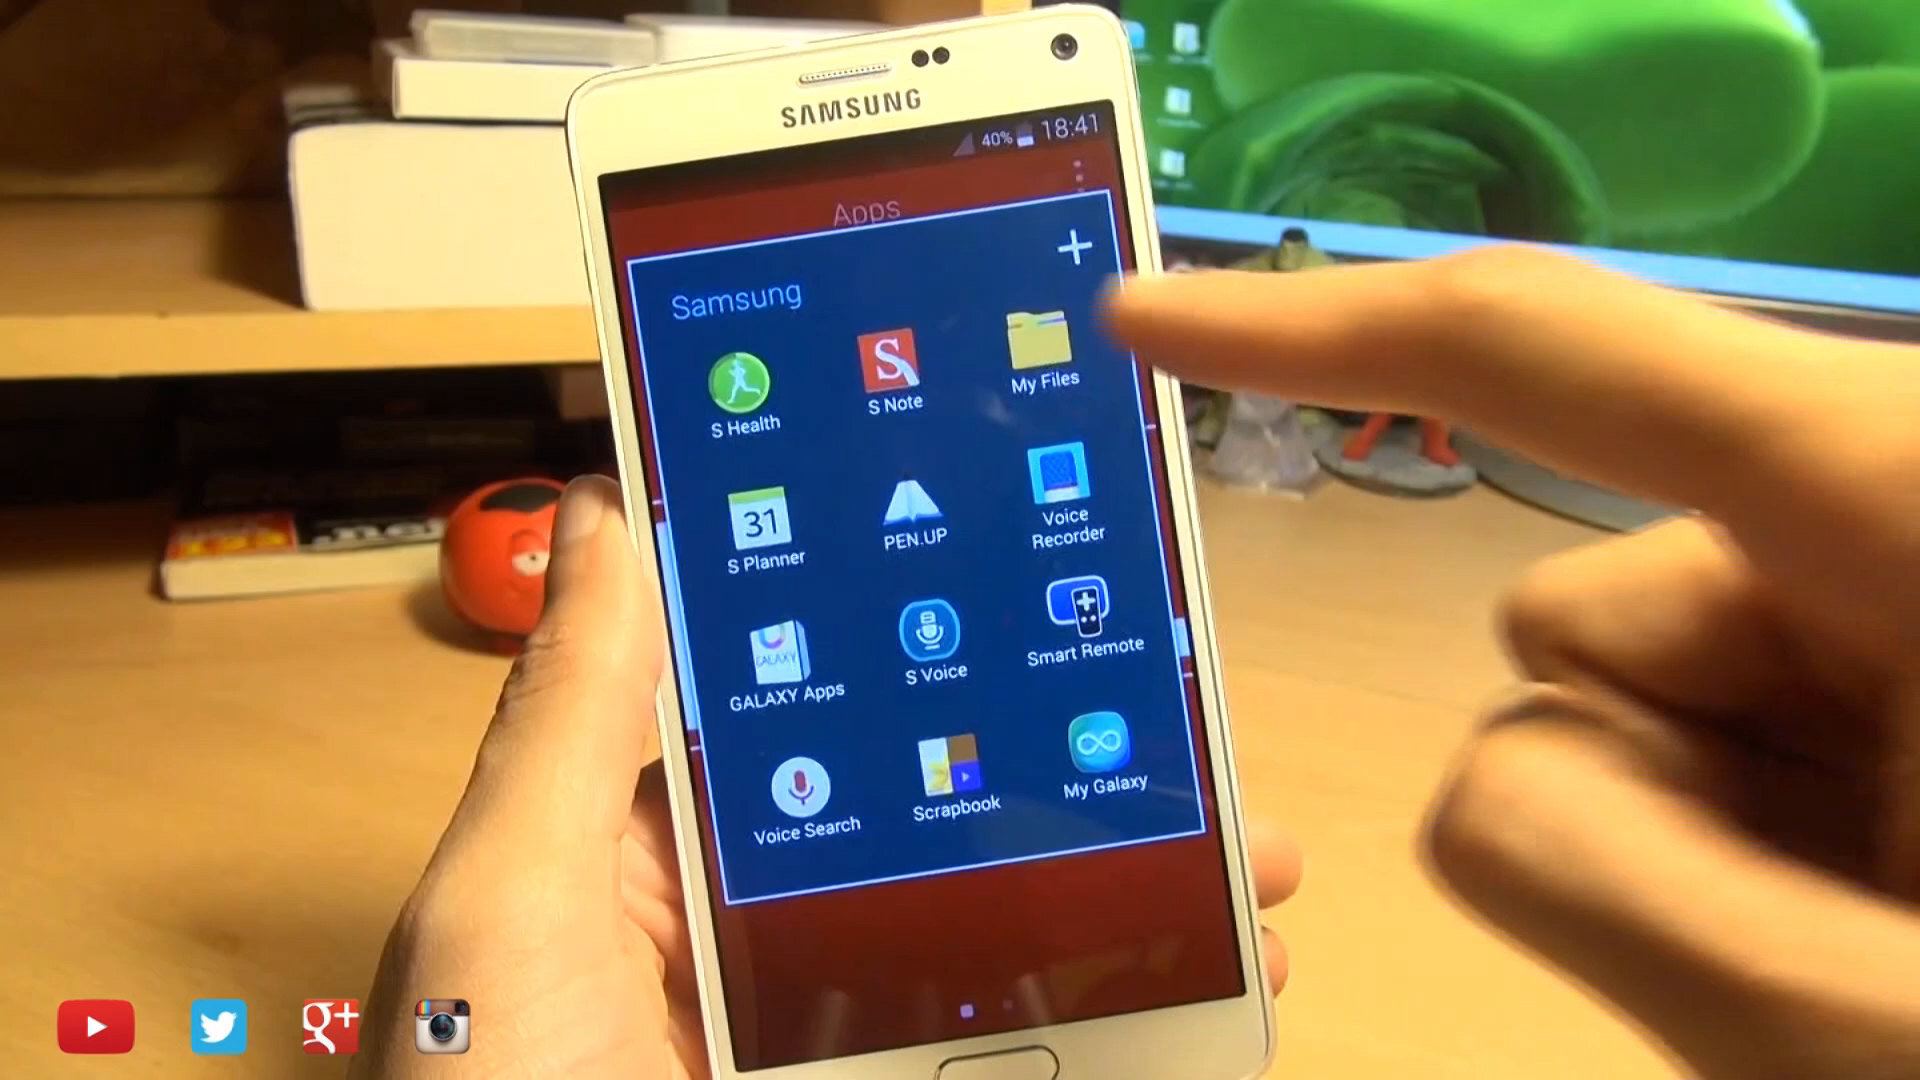 SAMSUNG
40% 18:41
Apps
Samsung
S Health
S Note
My Files
31
S Planner
PEN.UP
Voice
Recorder
GALAXY
GALAXY Apps
S Voice
Smart Remote
Voice Search
Scrapbook
My Galaxy
g+